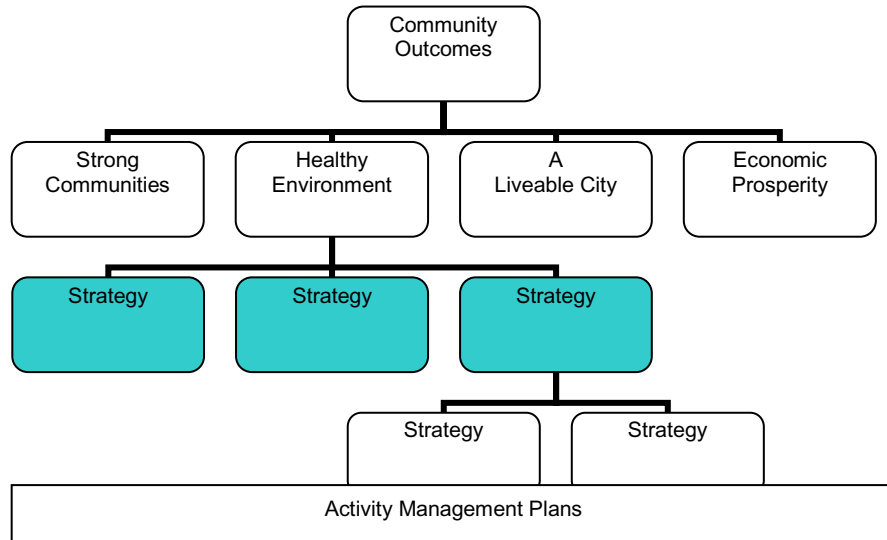 Community
Outcomes
Strong
Communities
Healthy
Environment
A
Liveable City
Economic
Prosperity
Strategy
Strategy
Strategy
Strategy
Strategy
Activity Management Plans